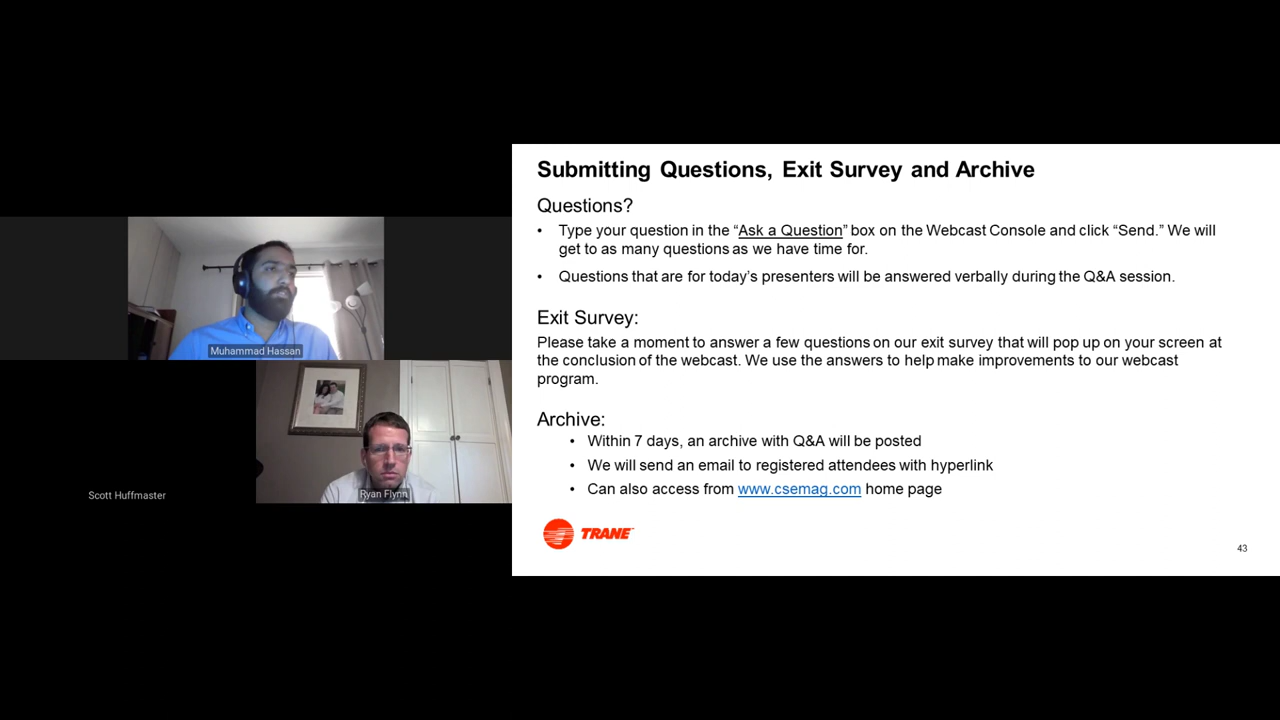 Submitting Questions, Exit Survey and Archive
Questions?
• Type your question in the “Ask a Question” box on the Webcast Console and click “Send.” We will
get to as many questions as we have time for.
• Questions that are for today’s presenters will be answered verbally during the Q&A session.
Exit Survey:
Please take a moment to answer a few questions on our exit survey that will pop up on your screen at
the conclusion of the webcast. We use the answers to help make improvements to our webcast
program.
Archive:
• Within 7 days, an archive with Q&A will be posted
• We will send an email to registered attendees with hyperlink
• Can also access from www.csemag.com home page
TRANE
43
Muhammad Hassan
Scott Huffmaster
Ryan Flynn